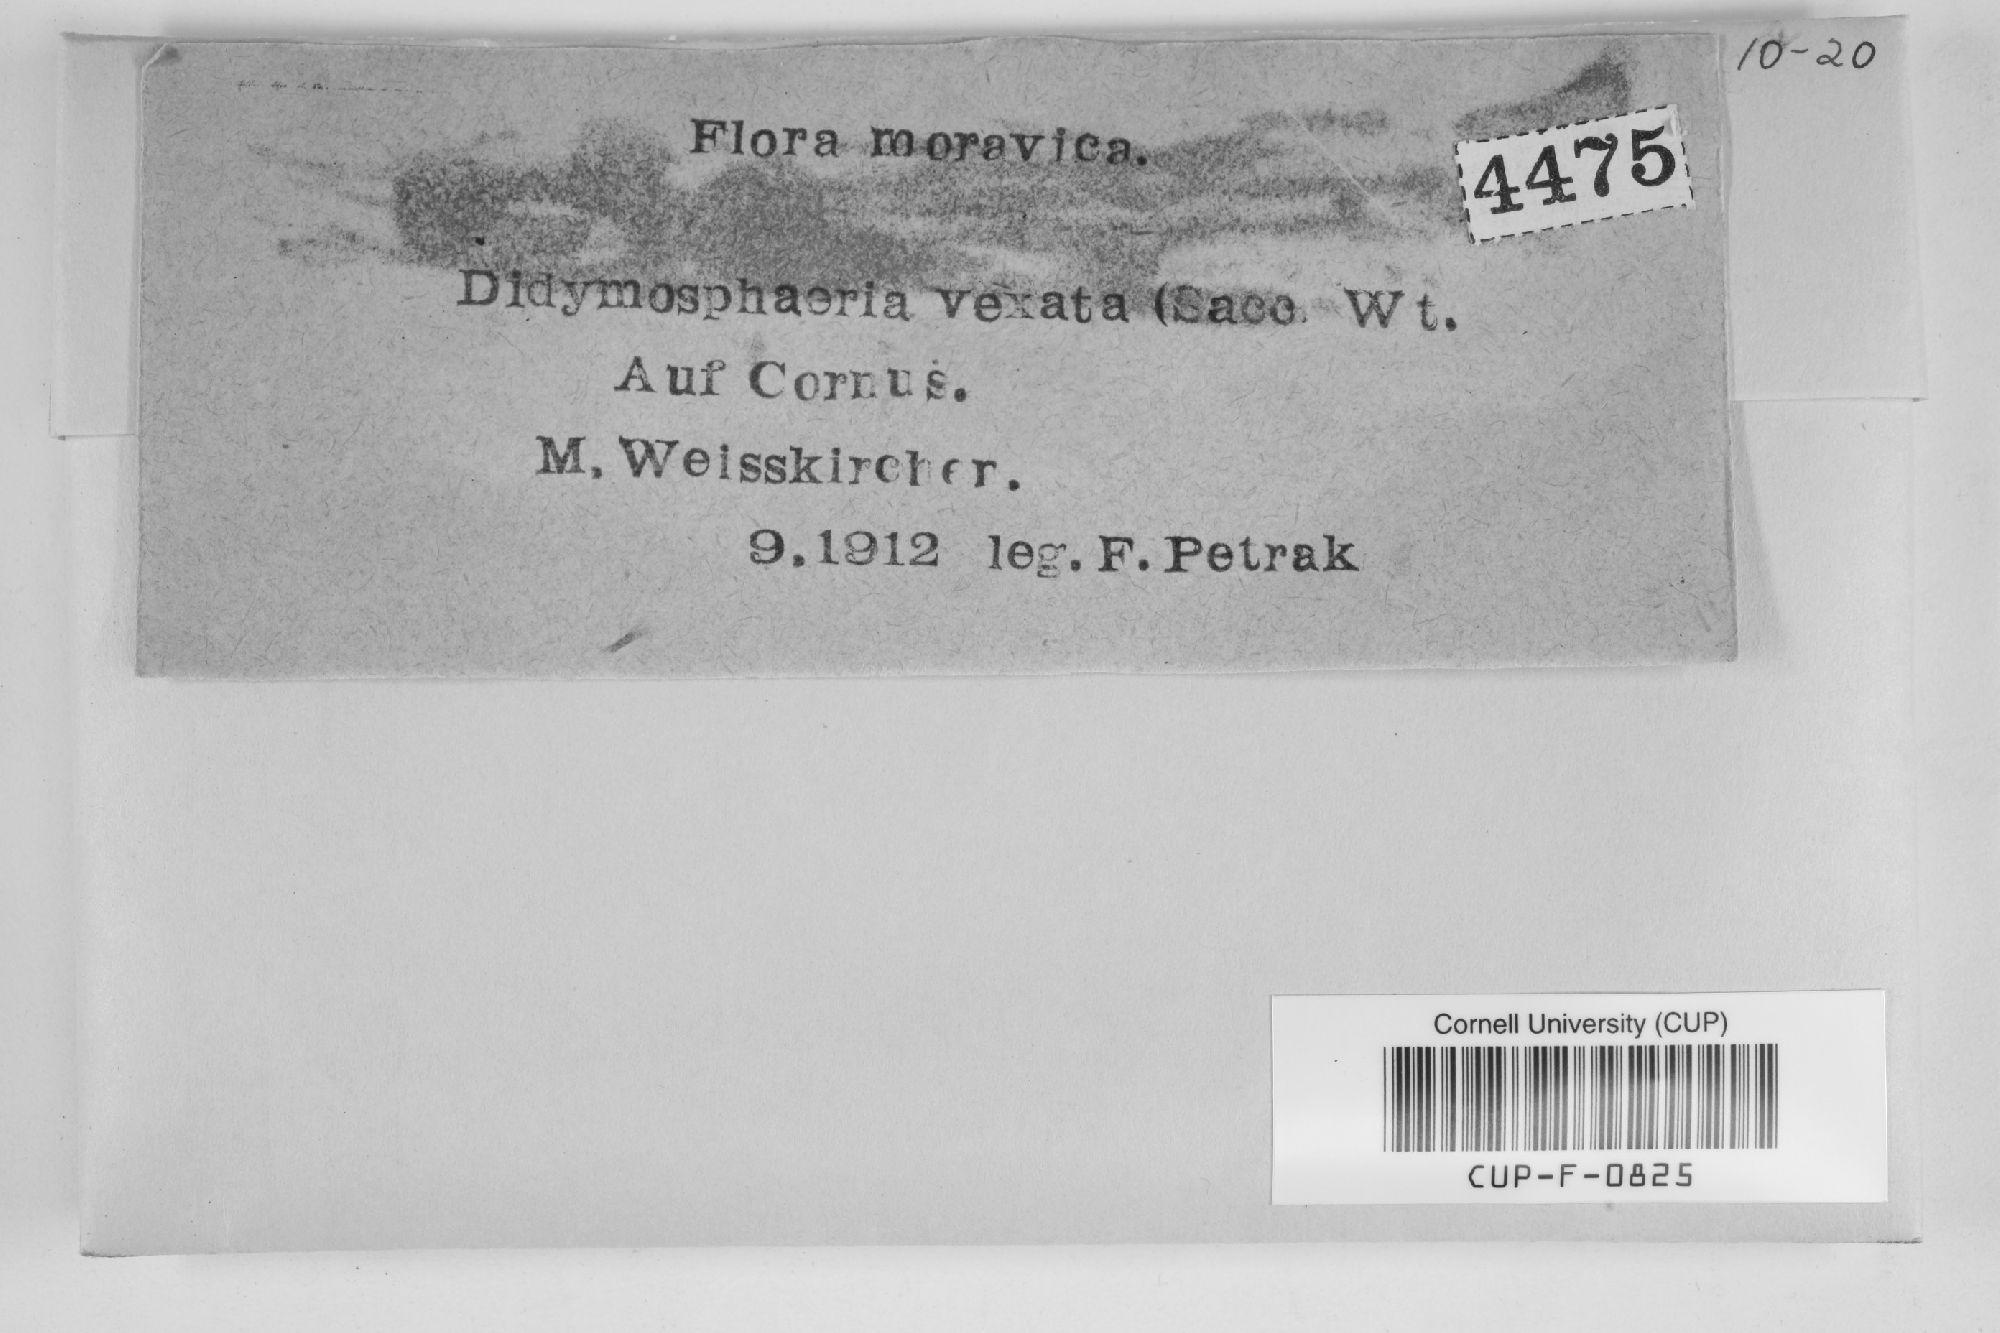 10-20
Flora moravica.
4475
Didymosphaeria vexata (Sacc. Wt.
Auf Cornus.
M. Weisskircher.
9.1912 leg. F. Petrak
Cornell University (CUP)
CUP-F-0825